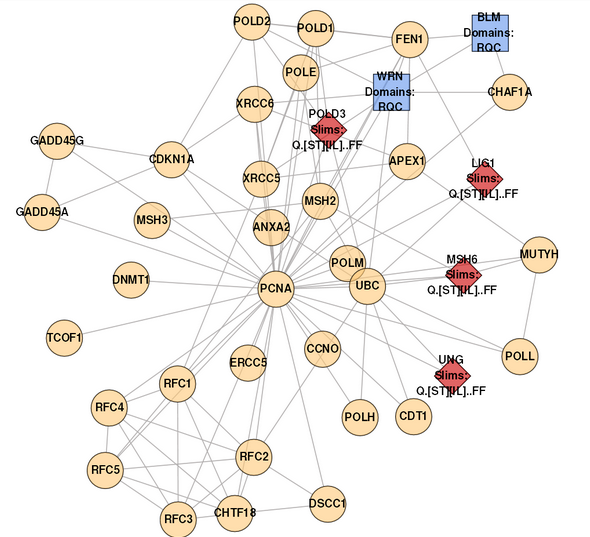 POLD2
POLD1
FEN1
BLM
Domains:
RQC
POLE
WRN
Domains:
RQC
CHAF1A
XRCC6
POLD3
Slims:
Q.[ST][IL]..FF
GADD45G
CDKN1A
XRCC5
APEX1
LIG1
Slims:
Q.[ST][IL]..FF
GADD45A
MSH3
ANXA2
MSH2
DNMT1
PCNA
POLM
UBC
MSH6
Slims:
Q.[ST][IL]..FF
MUTYH
TCOF1
ERCC5
CCNO
POLL
UNG
Slims:
Q.[ST][IL]..FF
RFC1
RFC4
POLH
CDT1
RFC5
RFC2
RFC3
CHTF18
DSCC1